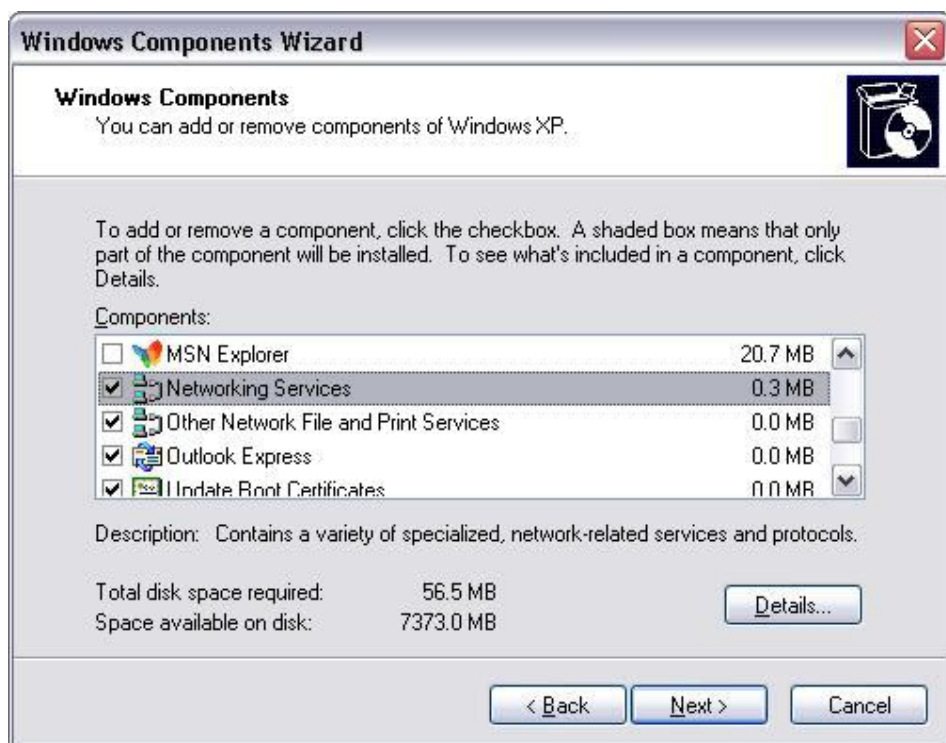 Windows Components Wizard
Windows Components
You can add or remove components of Windows XP.
To add or remove a component, click the checkbox. A shaded box means that only
part of the component will be installed. To see what's included in a component, click
Details.
Components:
MSN Explorer 20.7 MB
Networking Services 0.3 MB
Other Network File and Print Services 0.0 MB
Outlook Express 0.0 MB
Update Root Certificates 0.0 MB
Description: Contains a variety of specialized, network-related services and protocols.
Total disk space required: 56.5 MB
Space available on disk: 7373.0 MB
Details...
< Back Next > Cancel